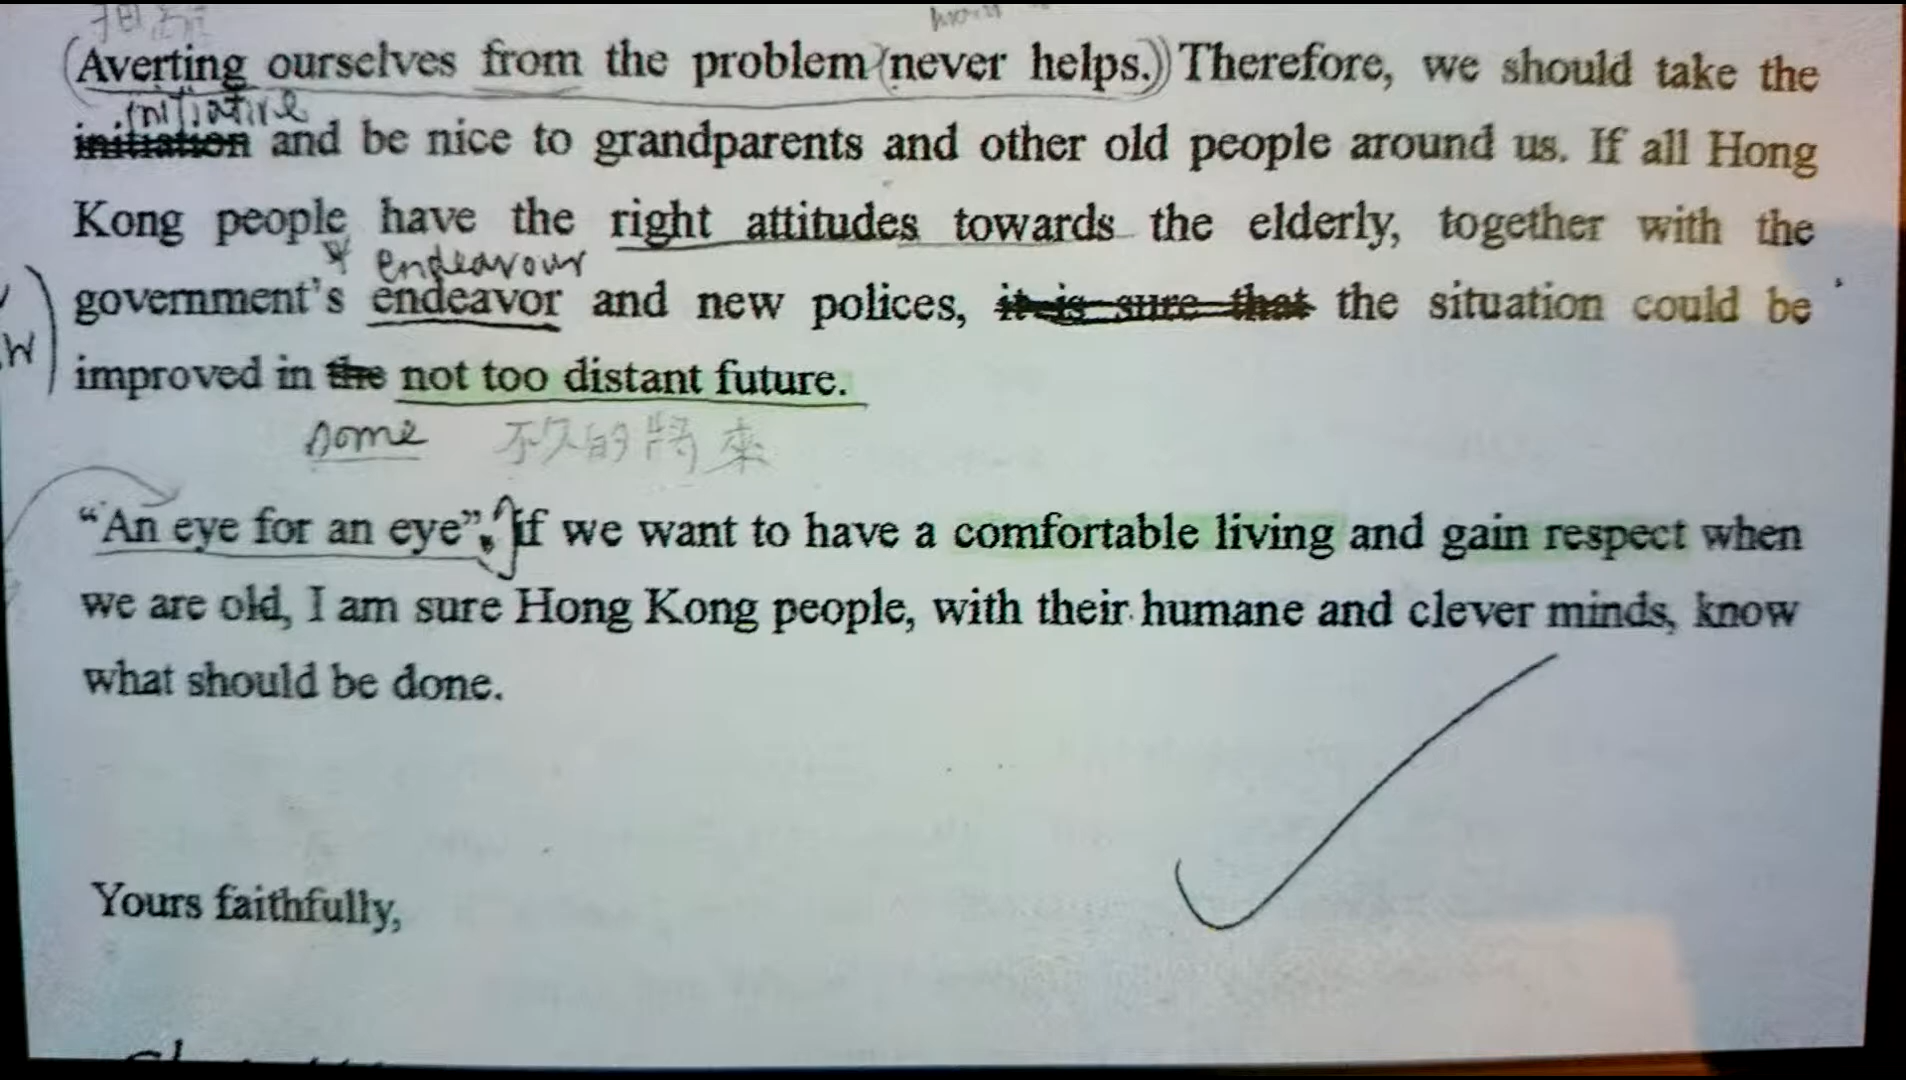 (Averting ourselves from the problem (never helps.)) Therefore, we should take the
initiative
initiation and be nice to grandparents and other old people around us. If all Hong
Kong people have the right attitudes towards the elderly, together with the
endeavour
government's endeavor and new polices, it is sure that the situation could be
W
improved in the not too distant future.
some 不久的將來
“An eye for an eye”, if we want to have a comfortable living and gain respect when
we are old, I am sure Hong Kong people, with their humane and clever minds, know
what should be done.
Yours faithfully,